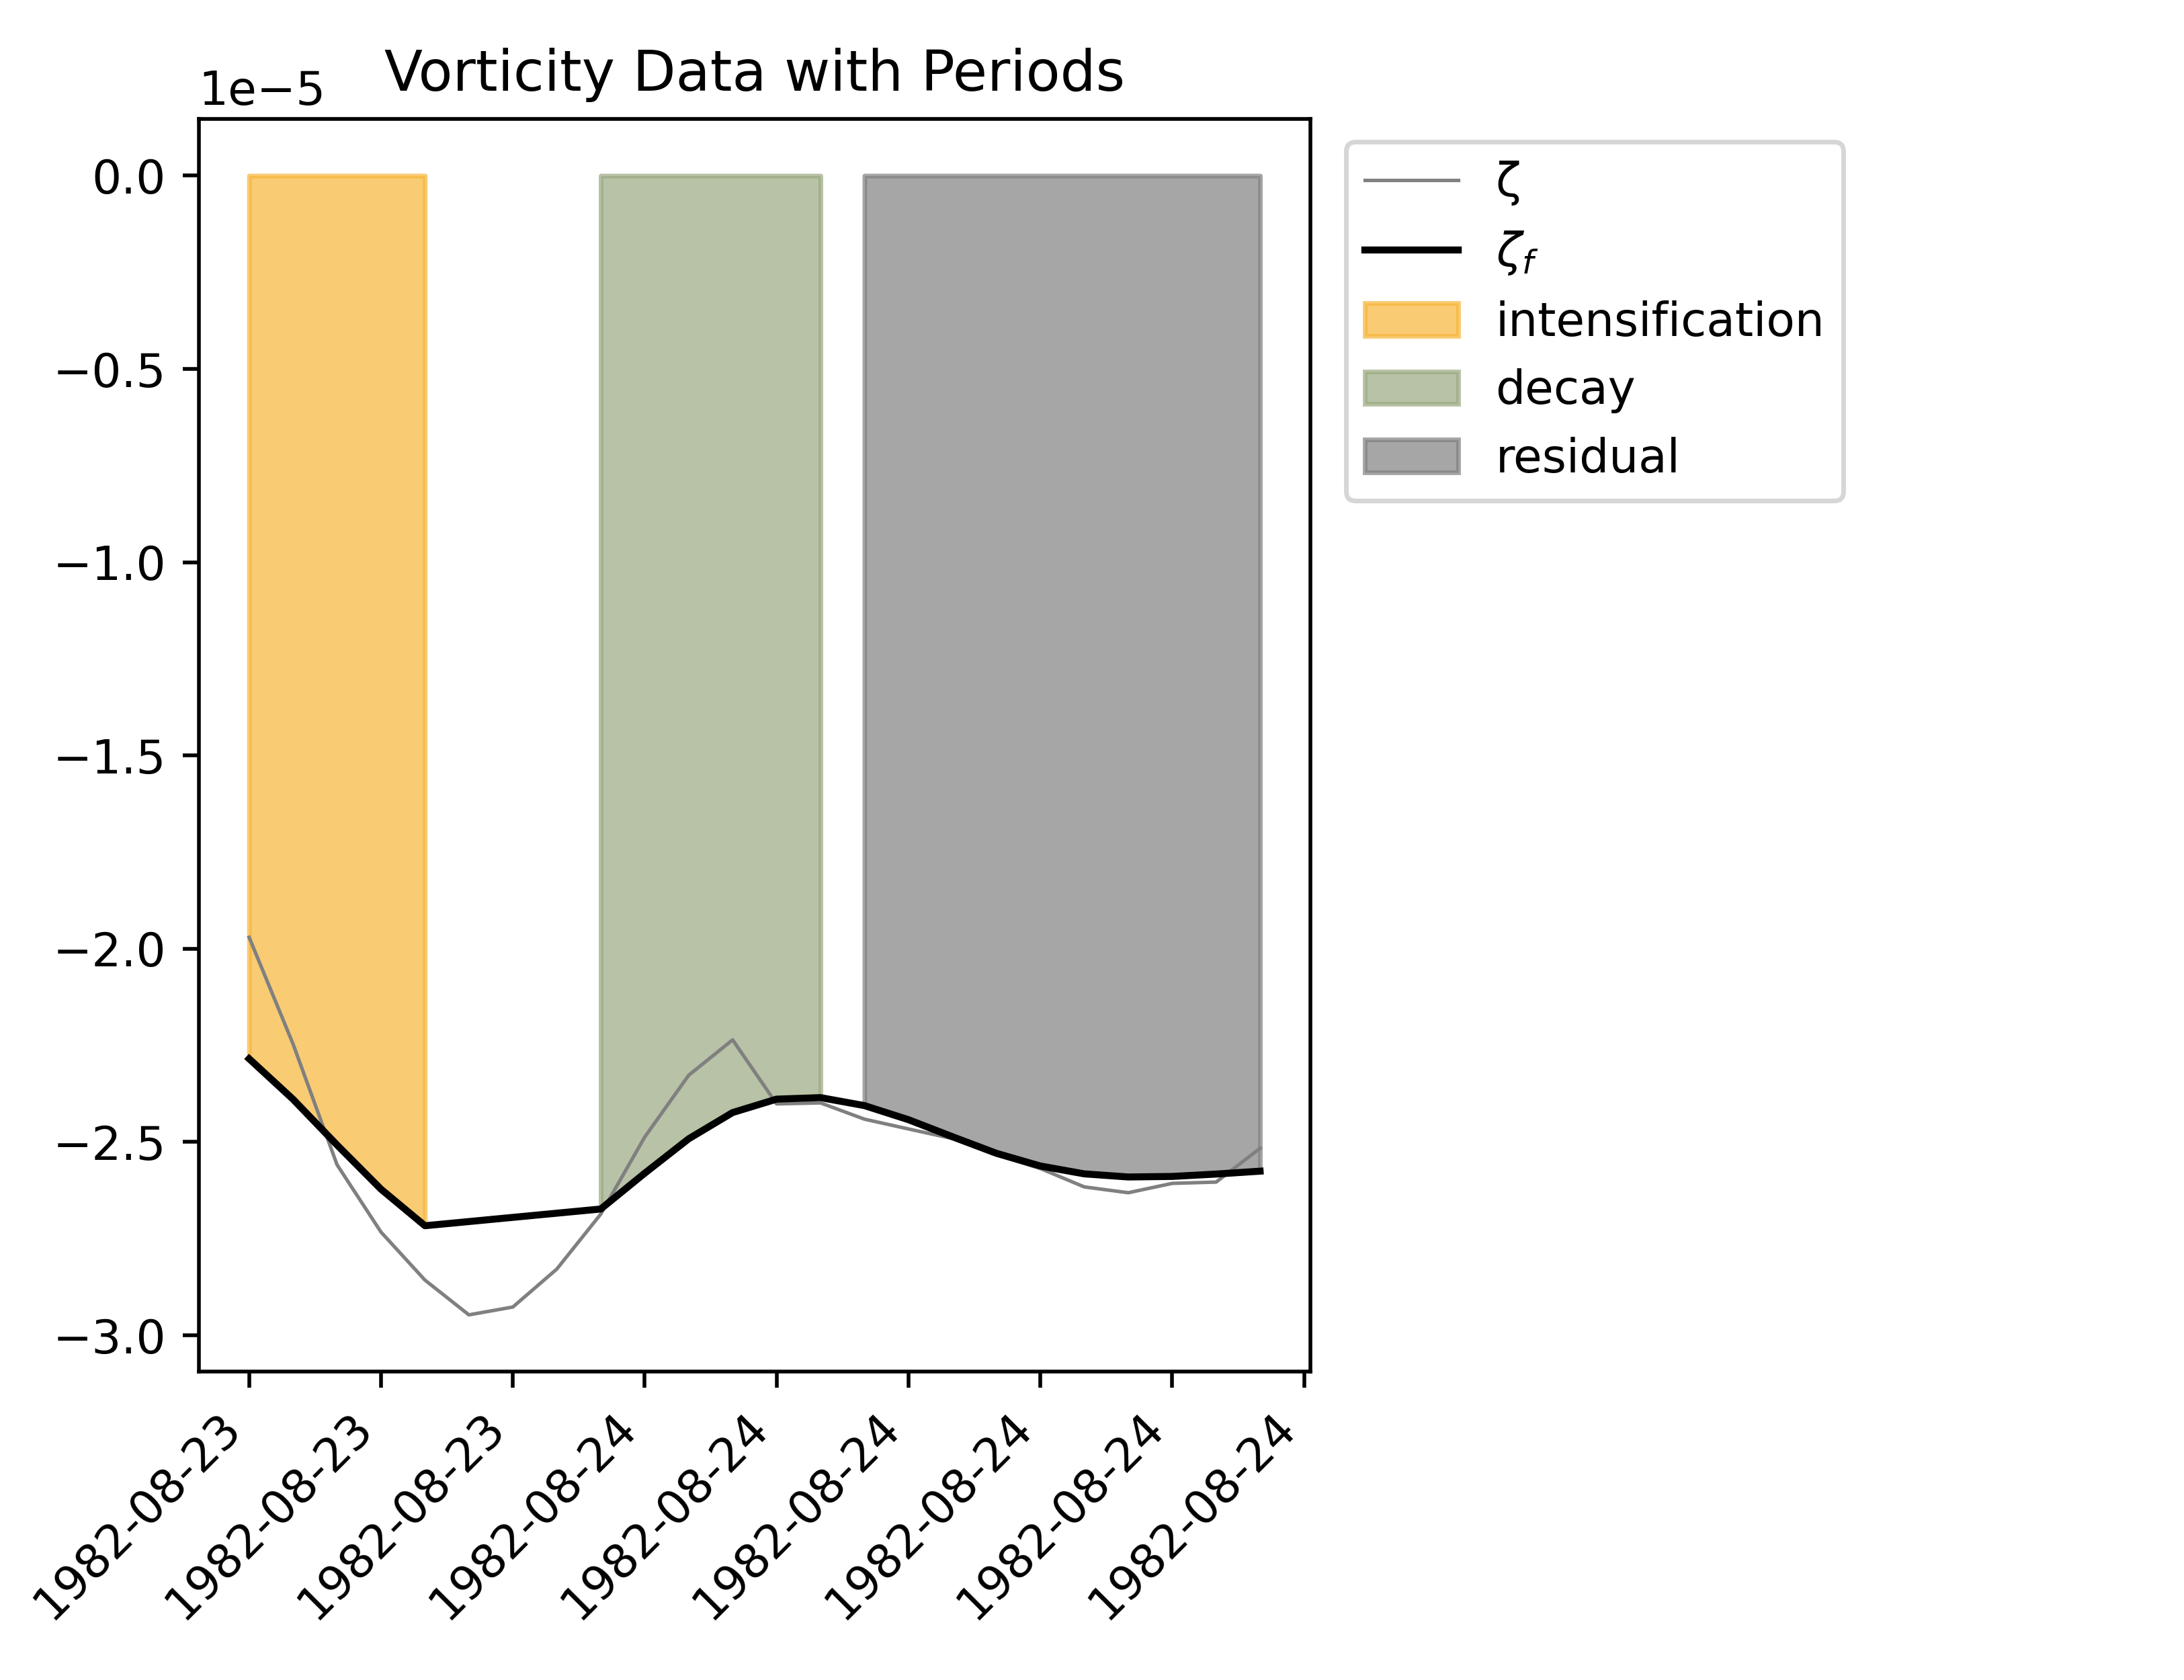 Vorticity Data with Periods
1e−5
0.0
−0.5
−1.0
−1.5
−2.0
−2.5
−3.0
1982-08-23
1982-08-23
1982-08-23
1982-08-24
1982-08-24
1982-08-24
1982-08-24
1982-08-24
1982-08-24
ζ
ζf
intensification
decay
residual